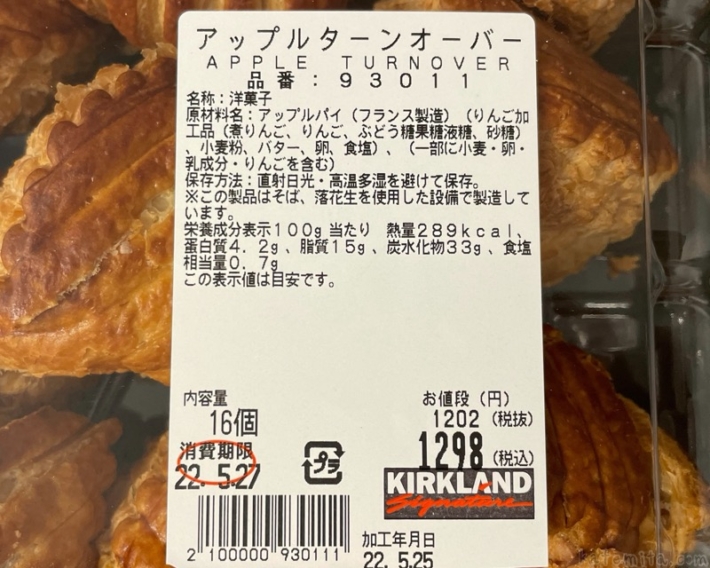 アップルターンオーバー
APPLE TURNOVER
品番：93011
名称：洋菓子
原材料名：アップルパイ（フランス製造）（りんご加
工品（煮りんご、りんご、ぶどう糖果糖液糖、砂糖）
、小麦粉、バター、卵、食塩）、（一部に小麦・卵・
乳成分・りんごを含む）
保存方法：直射日光・高温多湿を避けて保存。
※この製品はそば、落花生を使用した設備で製造して
います。
栄養成分表示100g当たり 熱量289kcal、
蛋白質4.2g、脂質15g、炭水化物33g、食塩
相当量0.7g
この表示値は目安です。
内容量
16個
お値段（円）
1202（税抜）
1298（税込）
消費期限
22. 5.27
プラ
KIRKLAND
Signature
2 100000 930111
加工年月日
22. 5.25